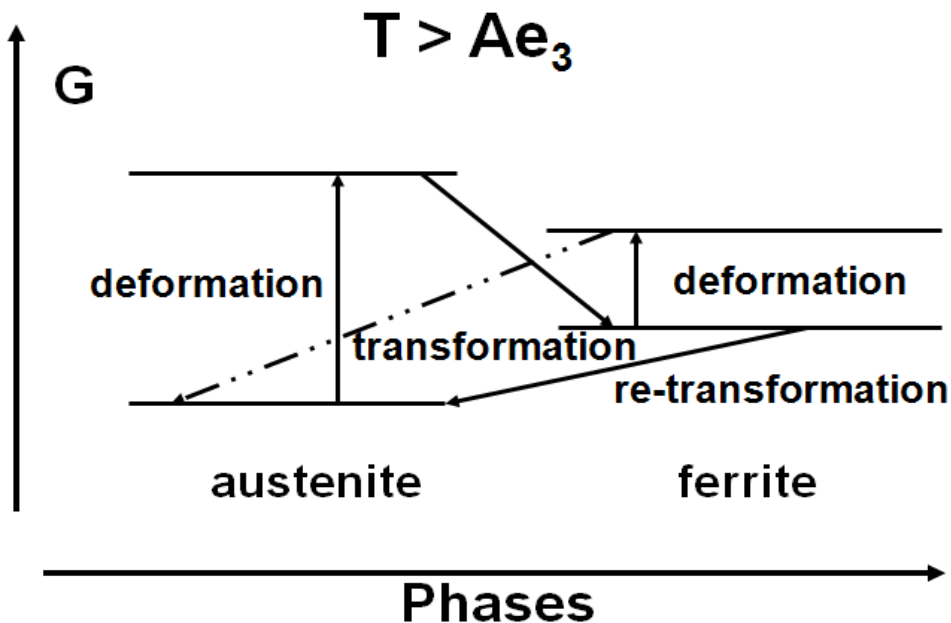 T > Ae₃
G
deformation
deformation
transformation
re-transformation
austenite
ferrite
Phases